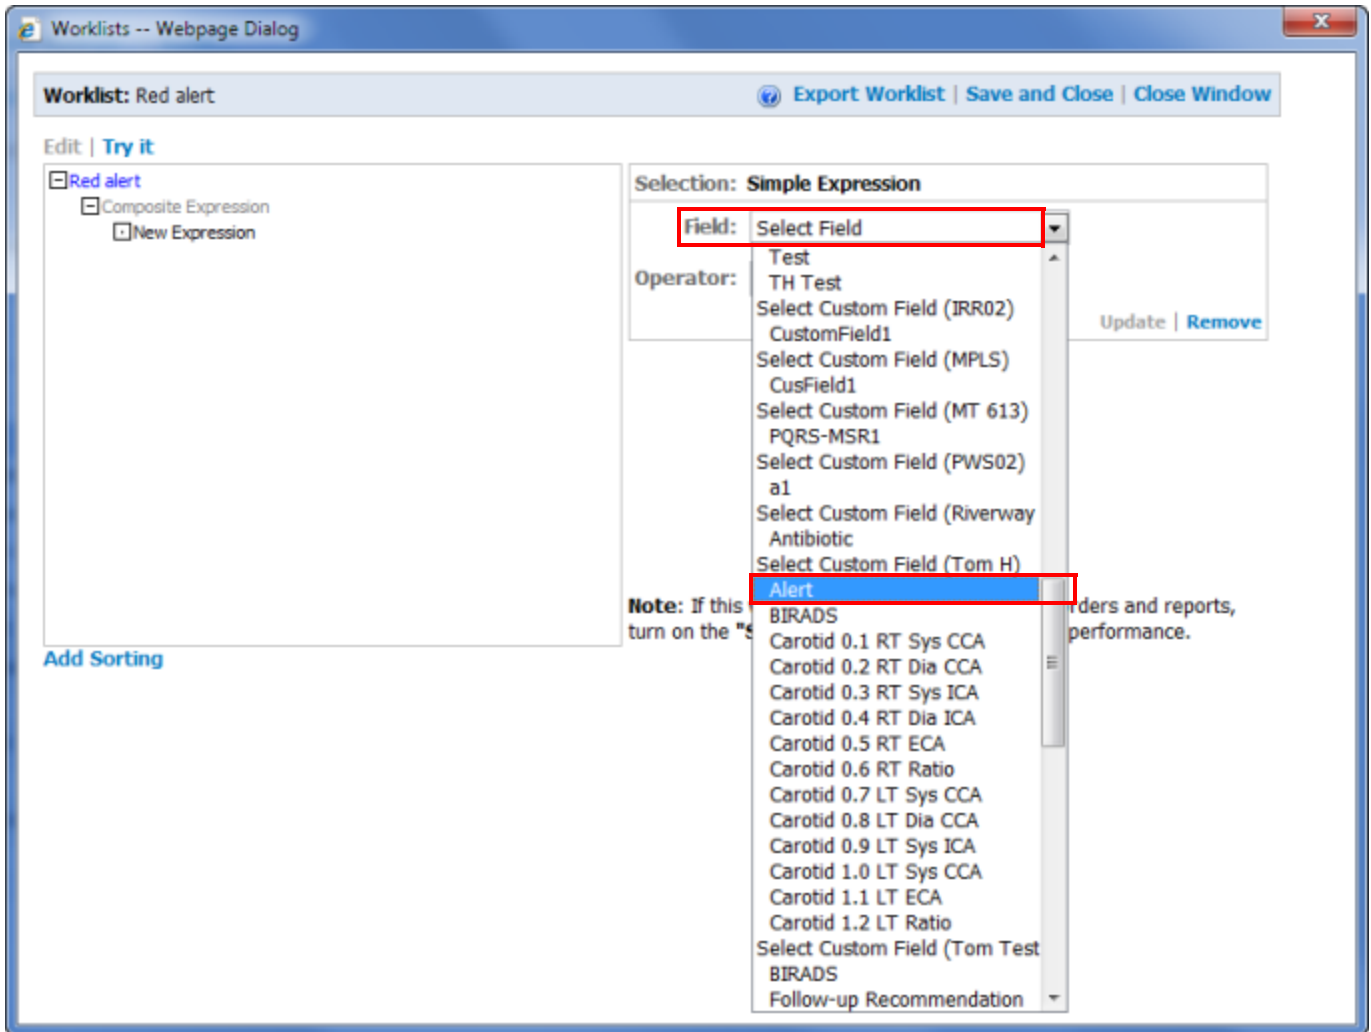 Worklists -- Webpage Dialog
Worklist: Red alert
Export Worklist | Save and Close | Close Window
Edit | Try it
Red alert
Composite Expression
New Expression
Selection: Simple Expression
Field: Select Field
Operator:
Update | Remove
Test
TH Test
Select Custom Field (IRR02)
CustomField1
Select Custom Field (MPLS)
CusField1
Select Custom Field (MT 613)
PQRS-MSR1
Select Custom Field (PWS02)
a1
Select Custom Field (Riverway
Antibiotic
Select Custom Field (Tom H)
Alert
BIRADS
Carotid 0.1 RT Sys CCA
Carotid 0.2 RT Dia CCA
Carotid 0.3 RT Sys ICA
Carotid 0.4 RT Dia ICA
Carotid 0.5 RT ECA
Carotid 0.6 RT Ratio
Carotid 0.7 LT Sys CCA
Carotid 0.8 LT Dia CCA
Carotid 0.9 LT Sys ICA
Carotid 1.0 LT Sys CCA
Carotid 1.1 LT ECA
Carotid 1.2 LT Ratio
Select Custom Field (Tom Test
BIRADS
Follow-up Recommendation
Note: If this rders and reports,
turn on the "S performance.
Add Sorting